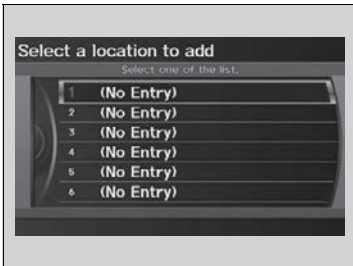 Select a location to add
Select one of the list.
1 (No Entry)
2 (No Entry)
3 (No Entry)
4 (No Entry)
5 (No Entry)
6 (No Entry)